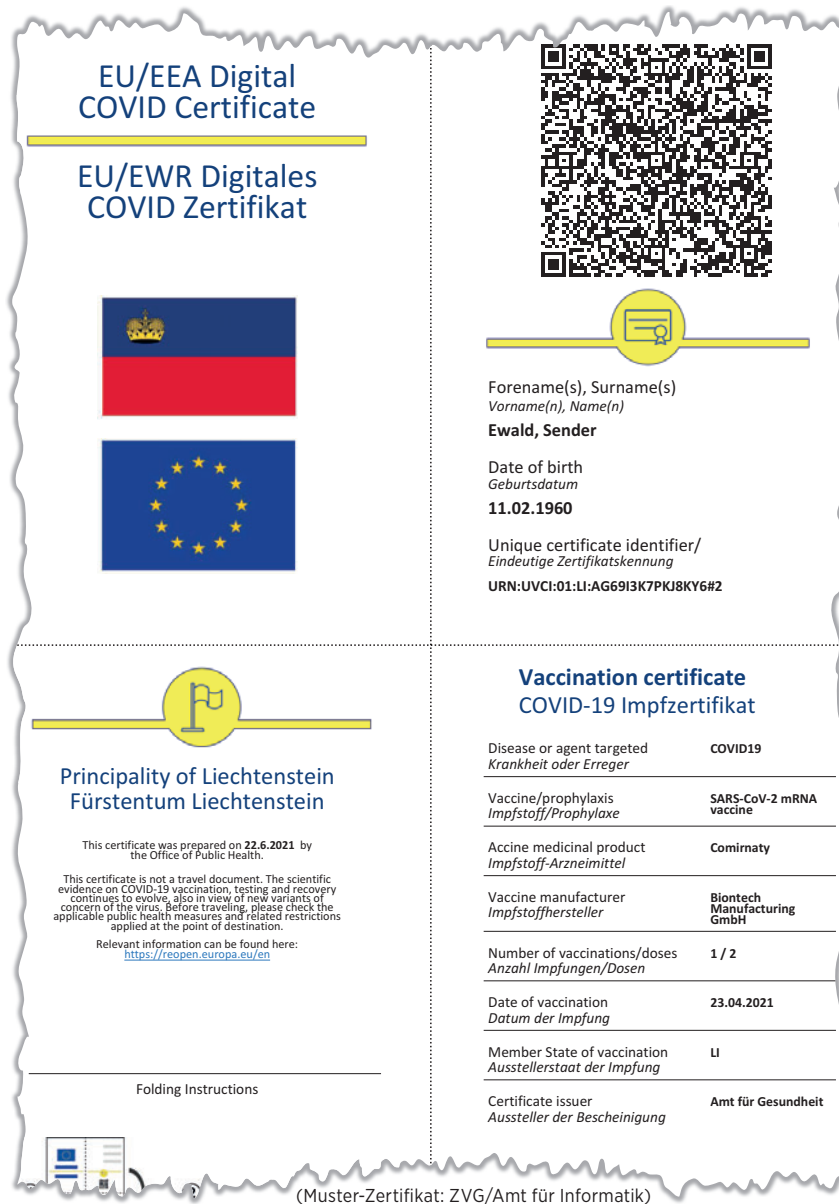 EU/EEA Digital
COVID Certificate
EU/EWR Digitales
COVID Zertifikat
Forename(s), Surname(s)
Vorname(n), Name(n)
Ewald, Sender
Date of birth
Geburtsdatum
11.02.1960
Unique certificate identifier/
Eindeutige Zertifikatskennung
URN:UVCI:01:LI:AG69I3K7PKJ8KY6#2
Principality of Liechtenstein
Fürstentum Liechtenstein
This certificate was prepared on 22.6.2021 by
the Office of Public Health.
This certificate is not a travel document. The scientific
evidence on COVID-19 vaccination, testing and recovery
continues to evolve, also in view of new variants of
concern of the virus. Before traveling, please check the
applicable public health measures and related restrictions
applied at the point of destination.
Relevant information can be found here:
https://reopen.europa.eu/en
Folding Instructions
Vaccination certificate
COVID-19 Impfzertifikat
Disease or agent targeted COVID19
Krankheit oder Erreger
Vaccine/prophylaxis SARS-CoV-2 mRNA
Impfstoff/Prophylaxe vaccine
Accine medicinal product Comirnaty
Impfstoff-Arzneimittel
Vaccine manufacturer Biontech
Impfstoffhersteller Manufacturing
GmbH
Number of vaccinations/doses 1 / 2
Anzahl Impfungen/Dosen
Date of vaccination 23.04.2021
Datum der Impfung
Member State of vaccination LI
Ausstellerstaat der Impfung
Certificate issuer Amt für Gesundheit
Aussteller der Bescheinigung
(Muster-Zertifikat: ZVG/Amt für Informatik)